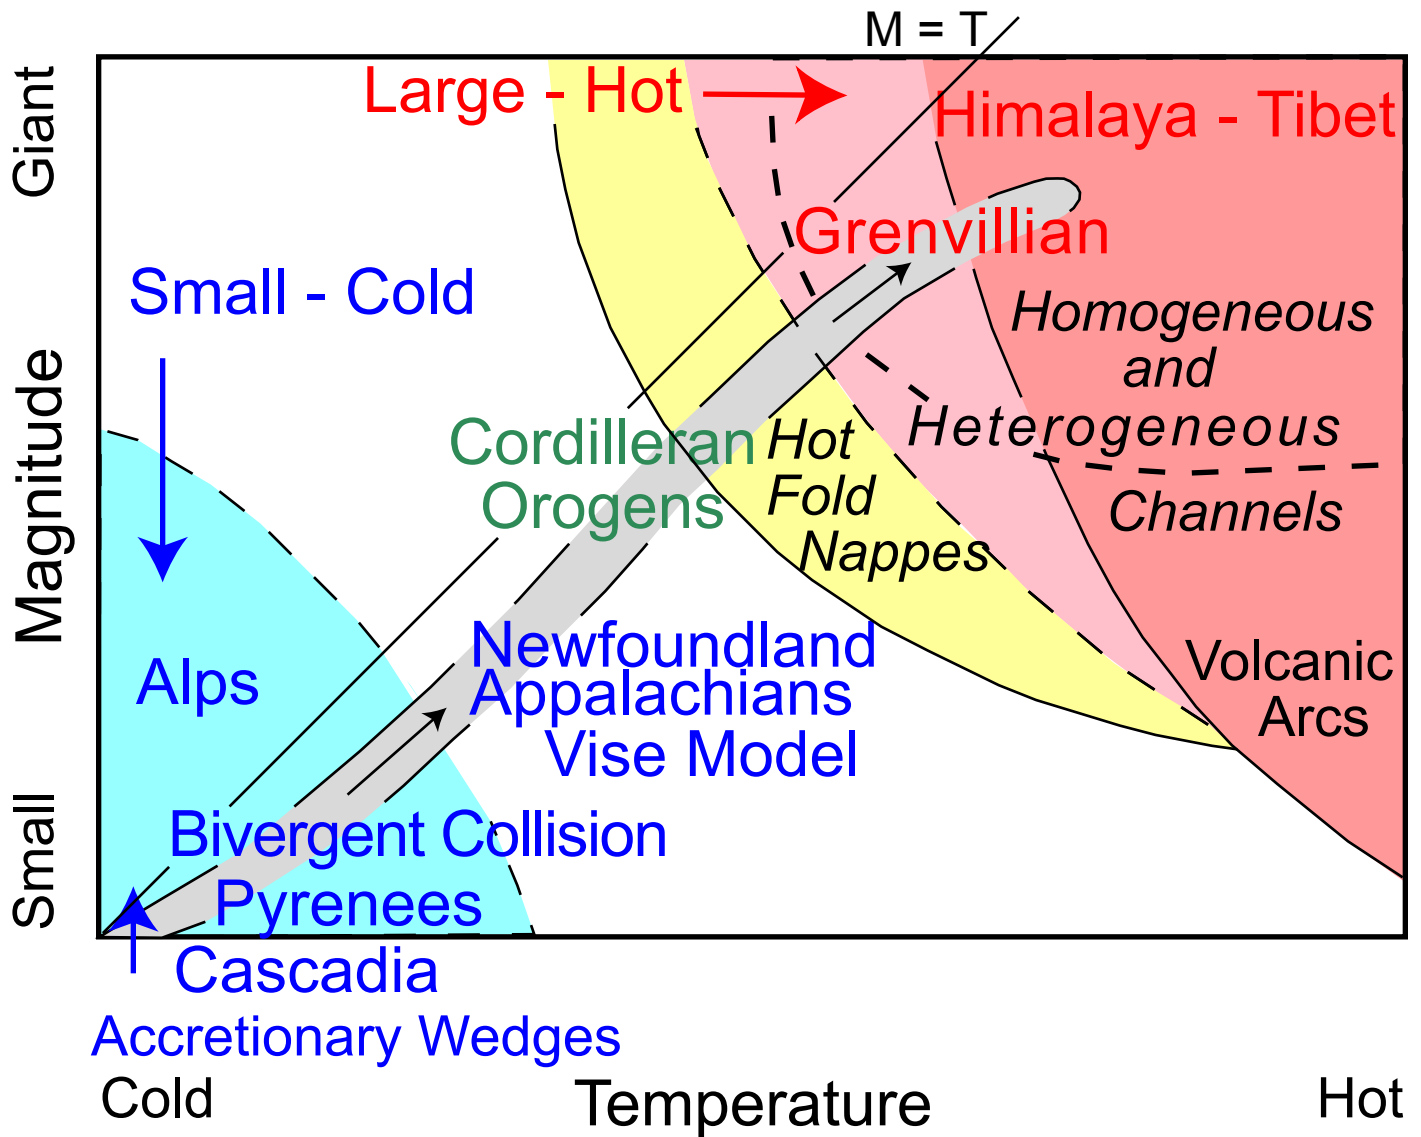 M = T
Giant
Large - Hot
Himalaya - Tibet
Grenvillian
Small - Cold
Homogeneous
and
Heterogeneous
Channels
Magnitude
Cordilleran
Orogens
Hot
Fold
Nappes
Newfoundland
Appalachians
Vise Model
Alps
Volcanic
Arcs
Small
Bivergent Collision
Pyrenees
Cascadia
Accretionary Wedges
Cold
Temperature
Hot